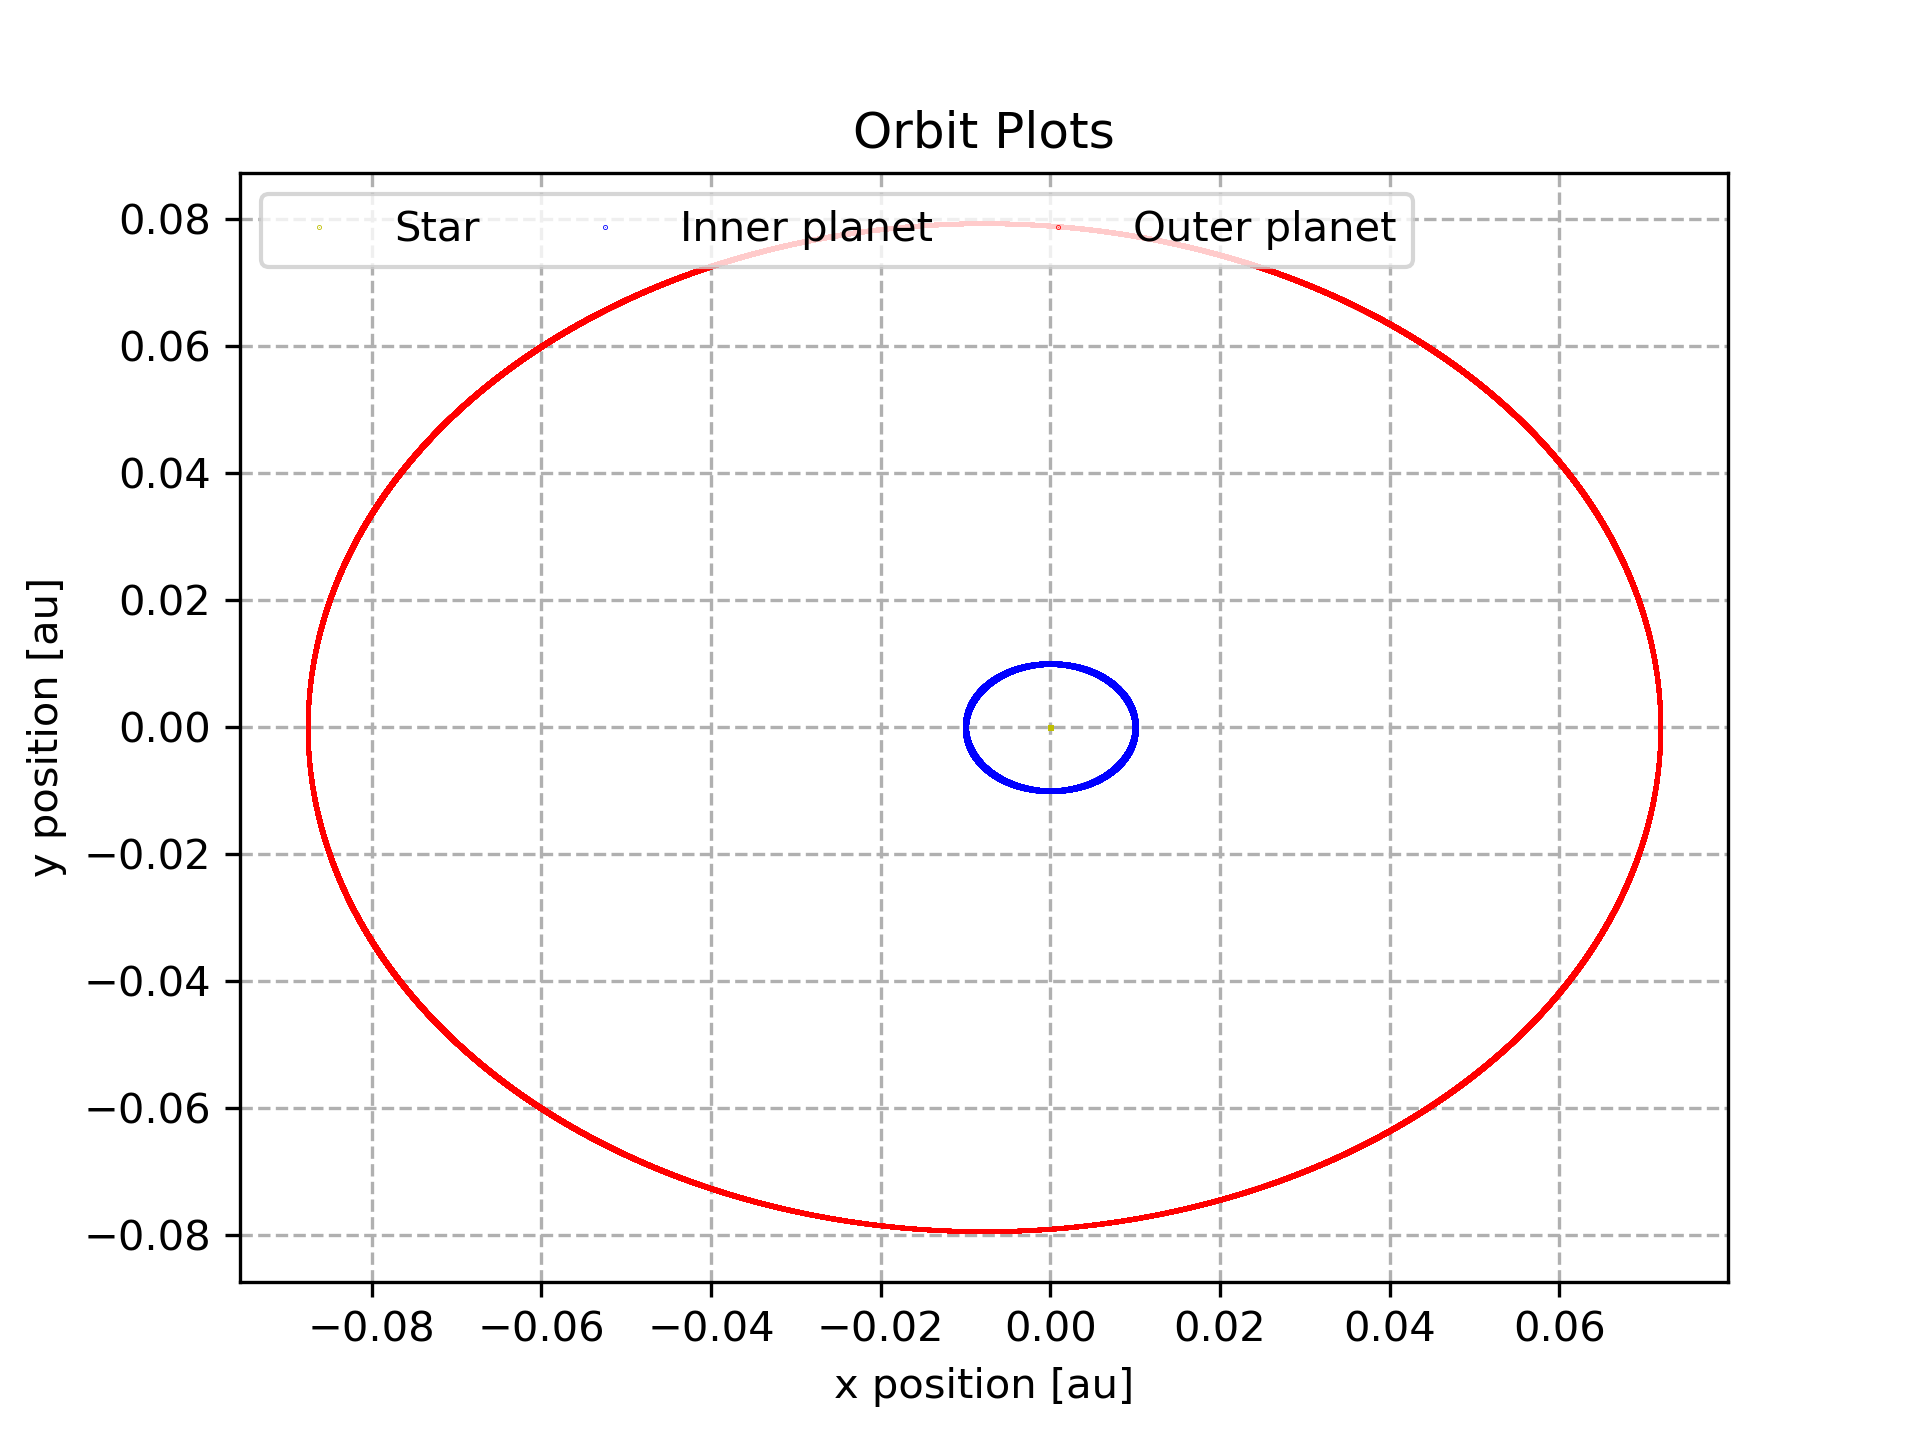 Orbit Plots
Star Inner planet Outer planet
0.08
0.06
0.04
0.02
0.00
−0.02
−0.04
−0.06
−0.08
y position [au]
−0.08 −0.06 −0.04 −0.02 0.00 0.02 0.04 0.06
x position [au]